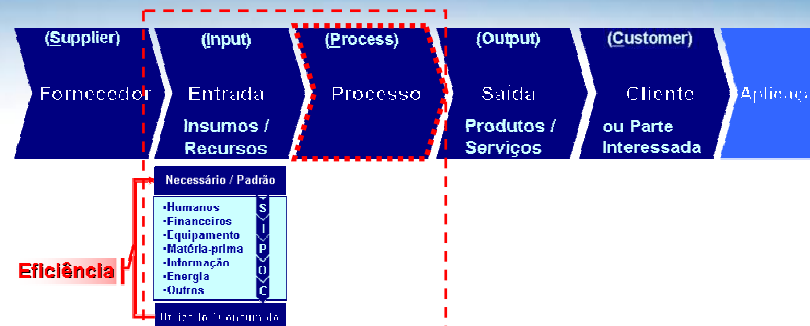 (Supplier)
Fornecedor
(Input)
Entrada
Insumos /
Recursos
(Process)
Processo
(Output)
Saída
Produtos /
Serviços
(Customer)
Cliente
ou Parte
Interessada
Necessário / Padrão
•Humanos
•Financeiros
•Equipamento
•Matéria-prima
•Informação
•Energia
•Outros
S
I
P
O
C
Eficiência